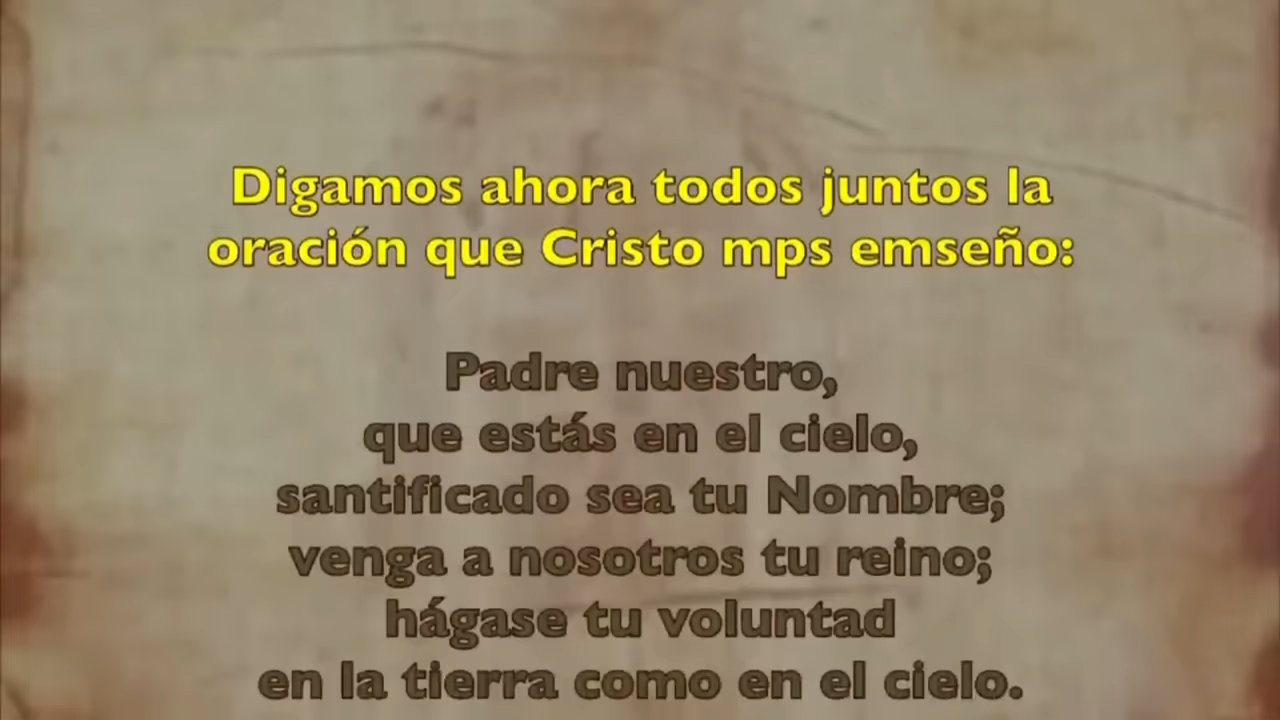 Digamos ahora todos juntos la
oración que Cristo mps emseño:
Padre nuestro,
que estás en el cielo,
santificado sea tu Nombre;
venga a nosotros tu reino;
hágase tu voluntad
en la tierra como en el cielo.